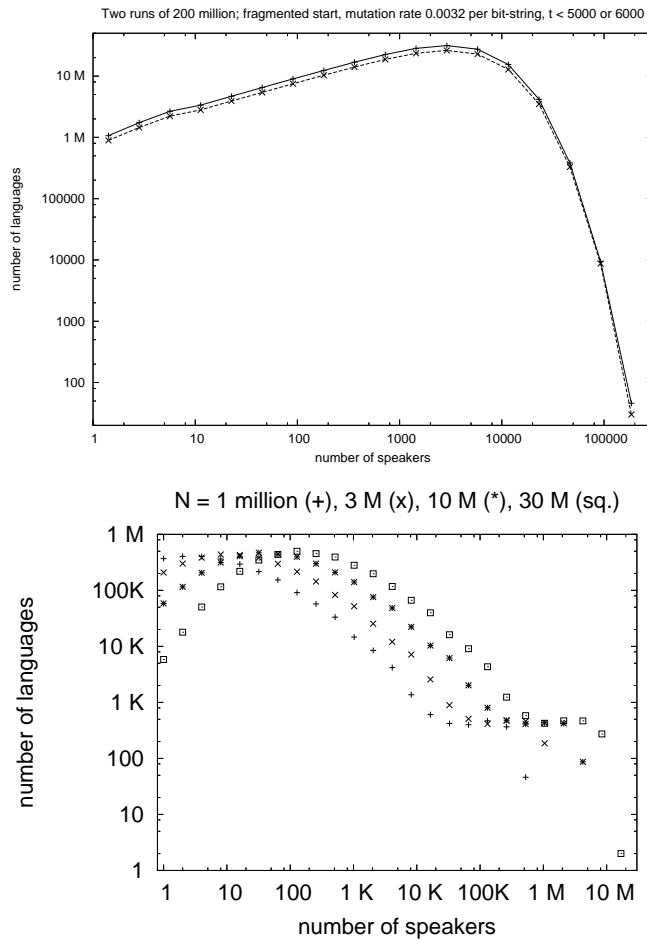 Two runs of 200 million; fragmented start, mutation rate 0.0032 per bit-string, t < 5000 or 6000
10 M
1 M
100000
10000
1000
100
number of languages
1
10
100
1000
10000
100000
number of speakers
N = 1 million (+), 3 M (x), 10 M (*), 30 M (sq.)
1 M
100K
10 K
1 K
100
10
1
number of languages
1
10
100
1 K
10 K
100K
1 M
10 M
number of speakers